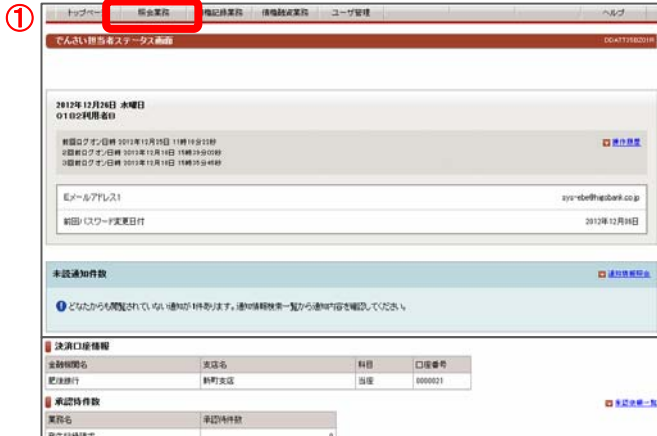 ①
トップページ 照会業務 債権記録業務 債権融資業務 ユーザ管理 ヘルプ
でんさい担当者ステータス画面
2012年12月26日 水曜日
0182利用者B
操作履歴
Eメールアドレス1
前回パスワード変更日付 2012年12月06日
未読通知件数 通知情報照会
どなたからも閲覧されていない通知が1件あります。通知情報検索一覧から通知内容を確認してください。
決済口座情報
金融機関名 支店名 科目 口座番号
肥後銀行 新町支店 当座 0000021
承認待件数 未承認一覧
業務名 承認待件数
0